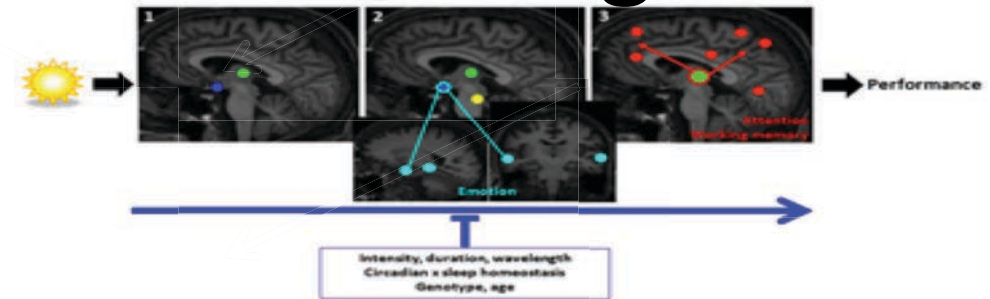 1
2
3
Performance
Attention
Working memory
Emotion
Intensity, duration, wavelength
Circadian x sleep homeostasis
Genotype, age